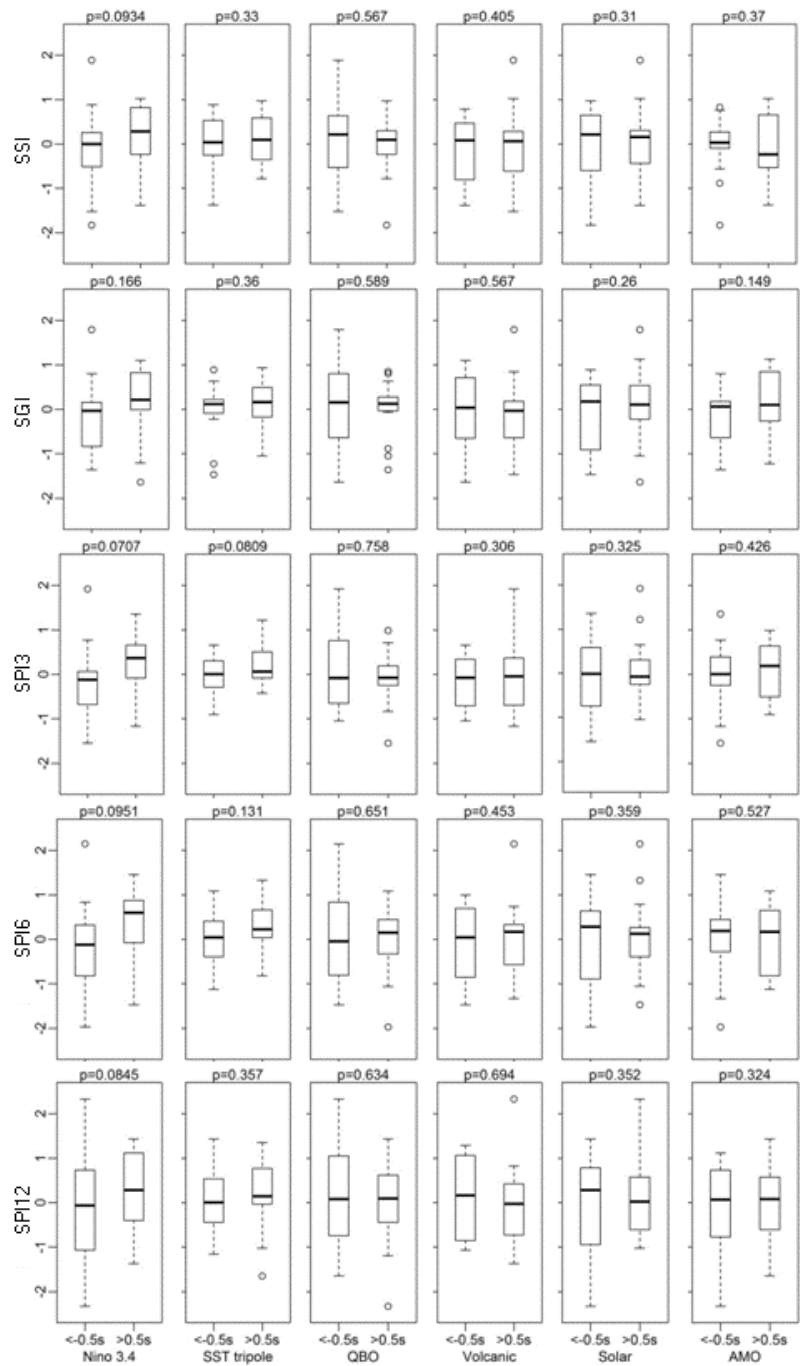 p=0.0934 p=0.33 p=0.567 p=0.405 p=0.31 p=0.37
SSI
2
1
0
-1
-2
p=0.166 p=0.36 p=0.589 p=0.567 p=0.26 p=0.149
SGI
2
1
0
-1
-2
p=0.0707 p=0.0809 p=0.758 p=0.306 p=0.325 p=0.426
SPI3
2
1
0
-1
-2
p=0.0951 p=0.131 p=0.651 p=0.453 p=0.359 p=0.527
SPI6
2
1
0
-1
-2
p=0.0845 p=0.357 p=0.634 p=0.694 p=0.352 p=0.324
SPI12
2
1
0
-1
-2
<-0.5s >0.5s <-0.5s >0.5s <-0.5s >0.5s <-0.5s >0.5s <-0.5s >0.5s <-0.5s >0.5s
Nino 3.4 SST tripole QBO Volcanic Solar AMO